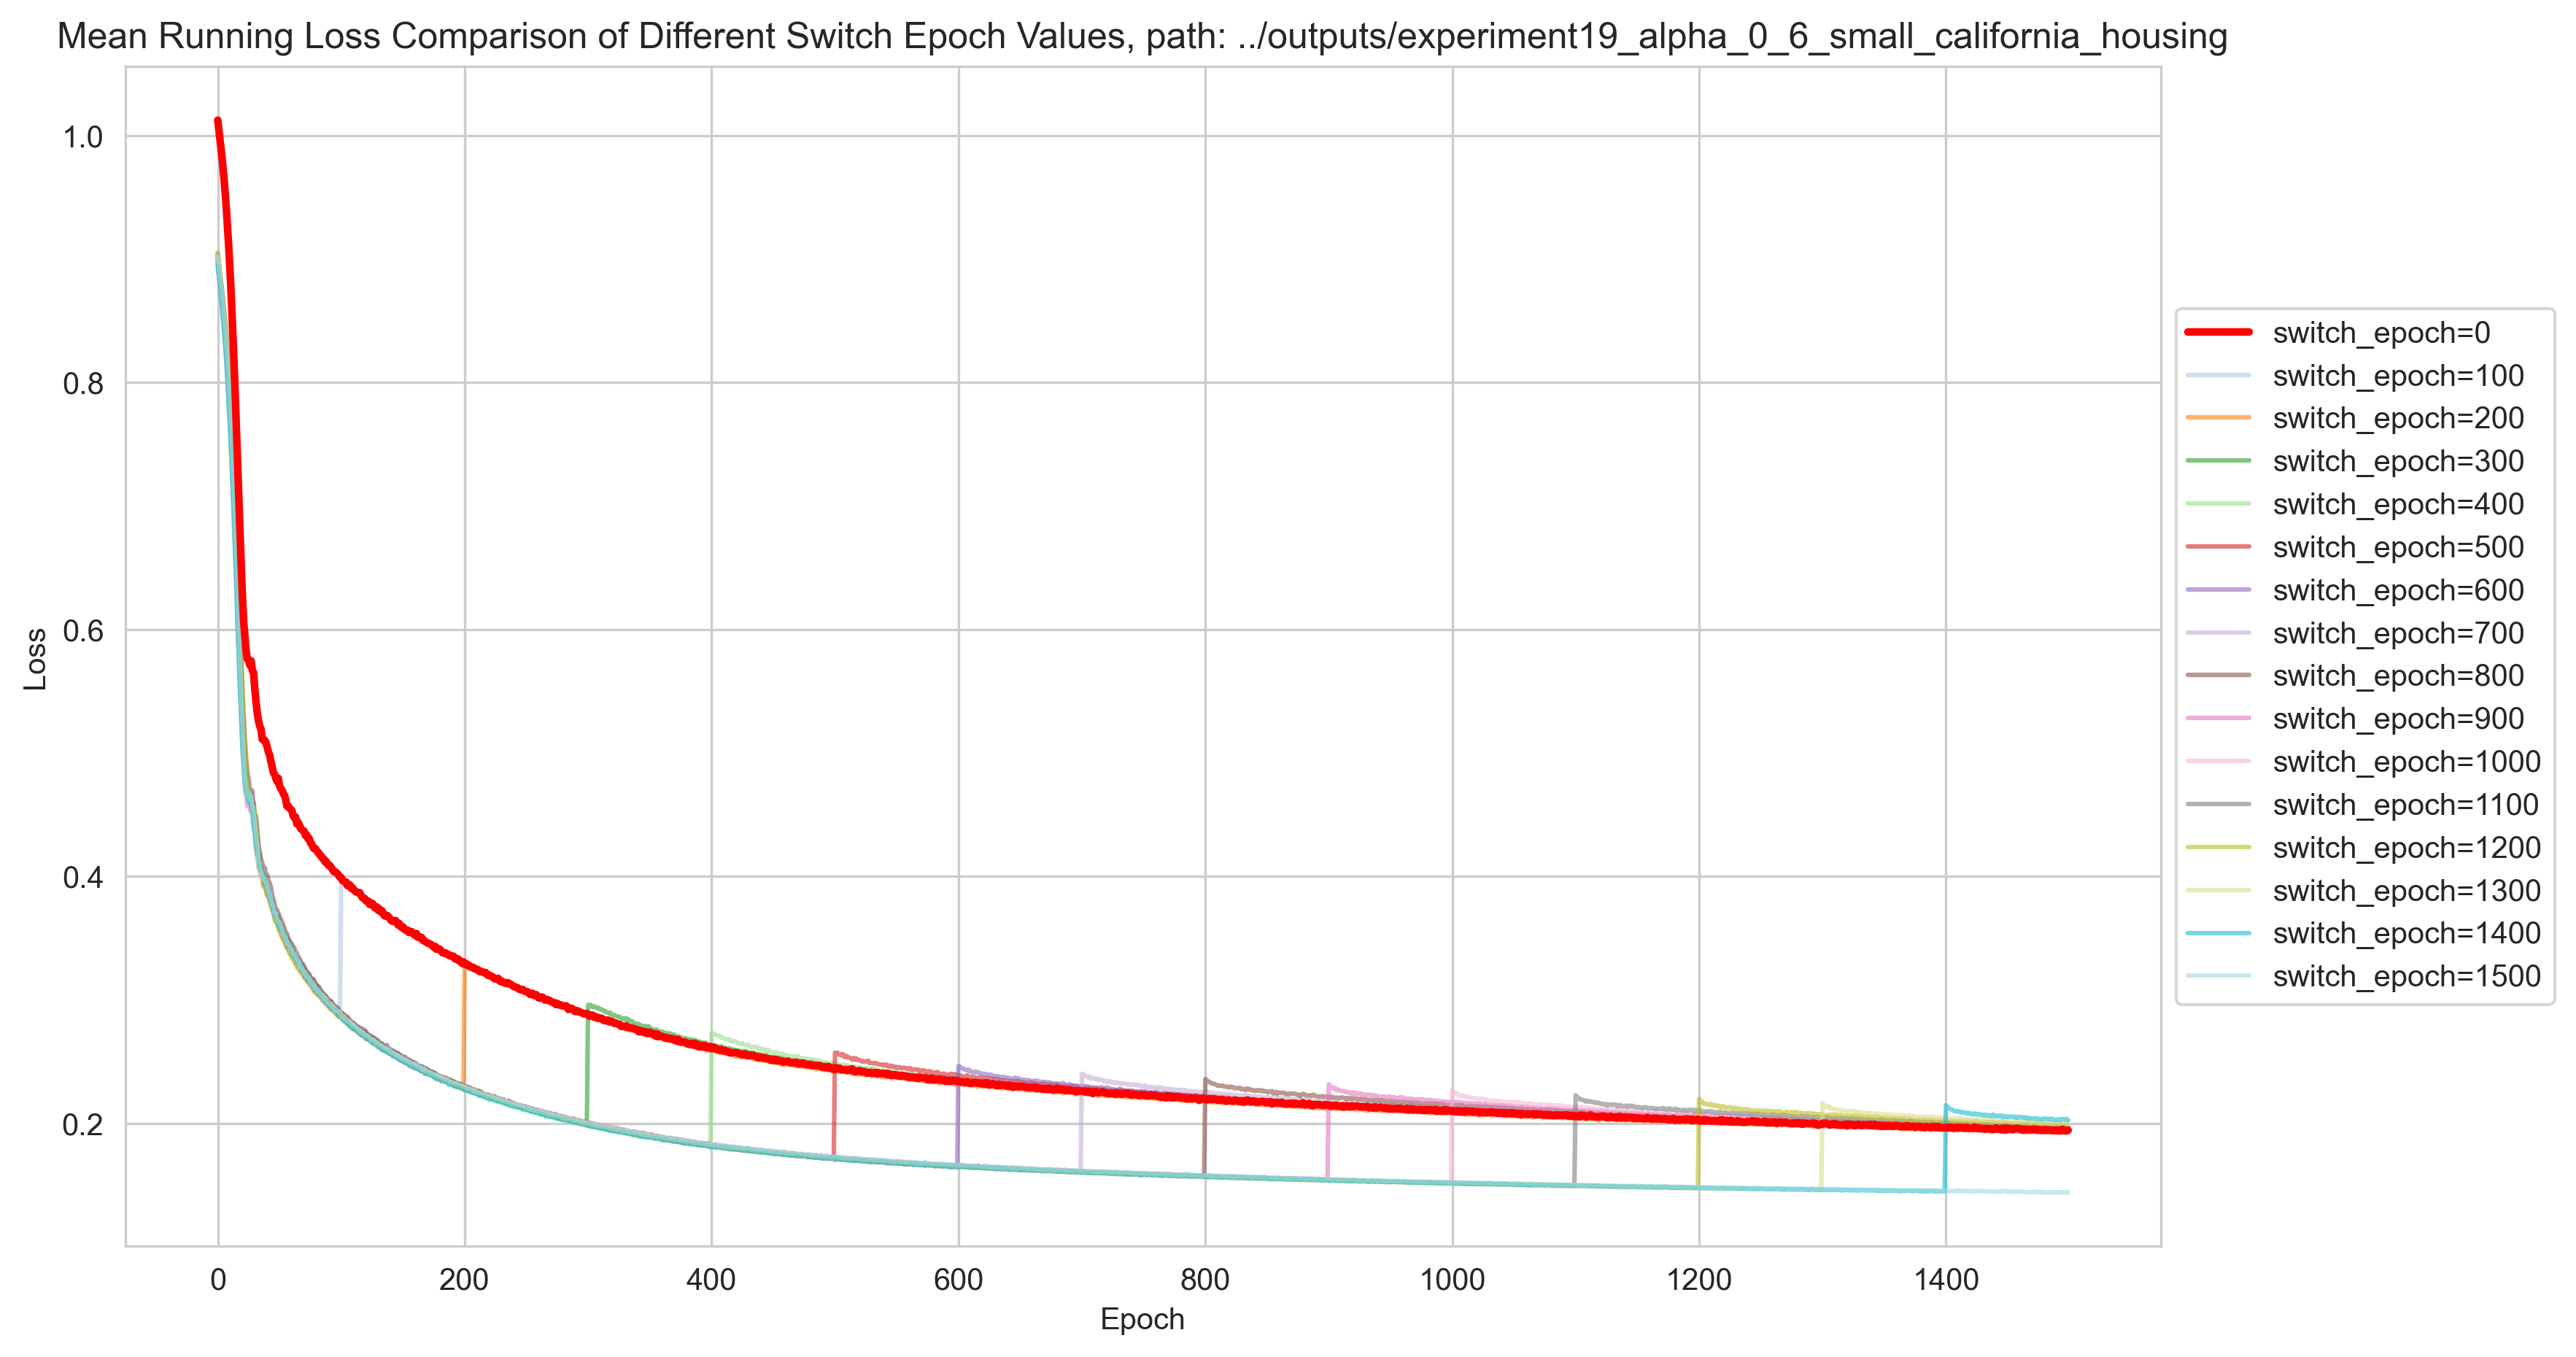 Mean Running Loss Comparison of Different Switch Epoch Values, path: ../outputs/experiment19_alpha_0_6_small_california_housing
Loss
1.0
0.8
0.6
0.4
0.2
0 200 400 600 800 1000 1200 1400
Epoch
switch_epoch=0
switch_epoch=100
switch_epoch=200
switch_epoch=300
switch_epoch=400
switch_epoch=500
switch_epoch=600
switch_epoch=700
switch_epoch=800
switch_epoch=900
switch_epoch=1000
switch_epoch=1100
switch_epoch=1200
switch_epoch=1300
switch_epoch=1400
switch_epoch=1500